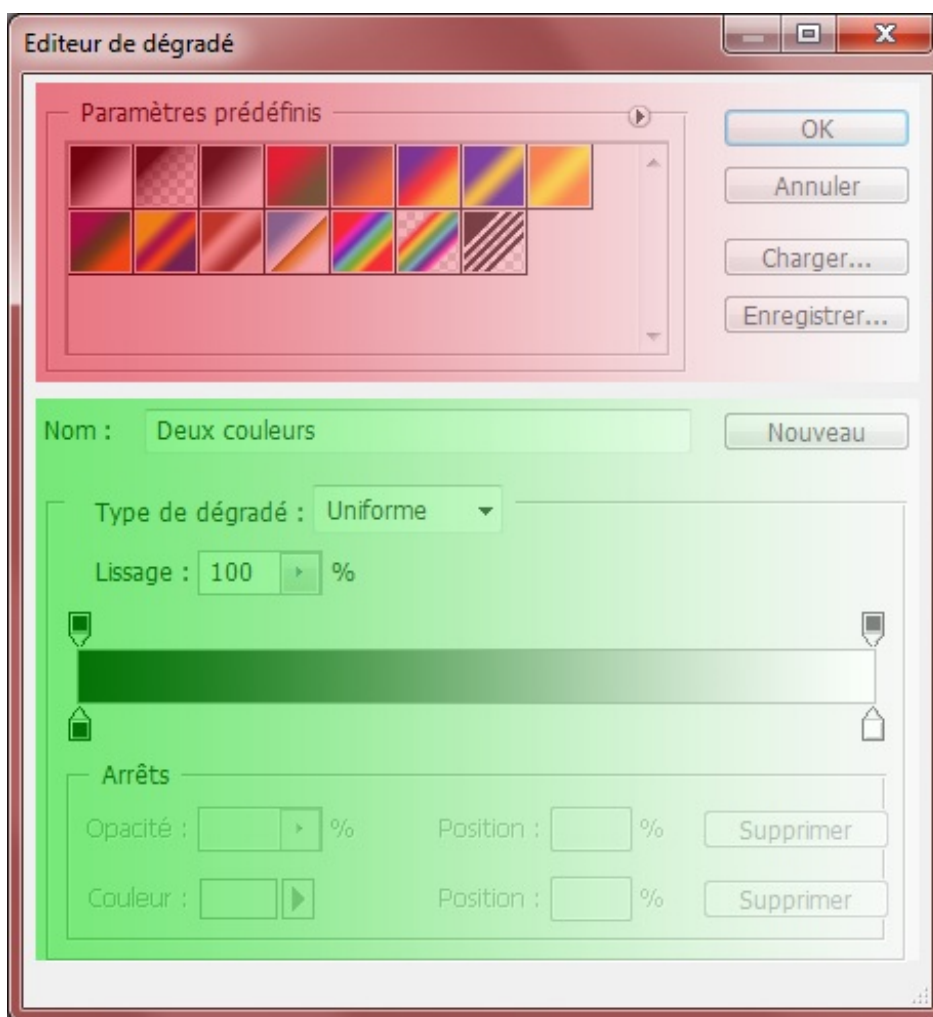 Editeur de dégradé
Paramètres prédéfinis
OK
Annuler
Charger...
Enregistrer...
Nom : Deux couleurs Nouveau
Type de dégradé : Uniforme
Lissage : 100 %
Arrêts
Opacité : % Position : % Supprimer
Couleur : Position : % Supprimer